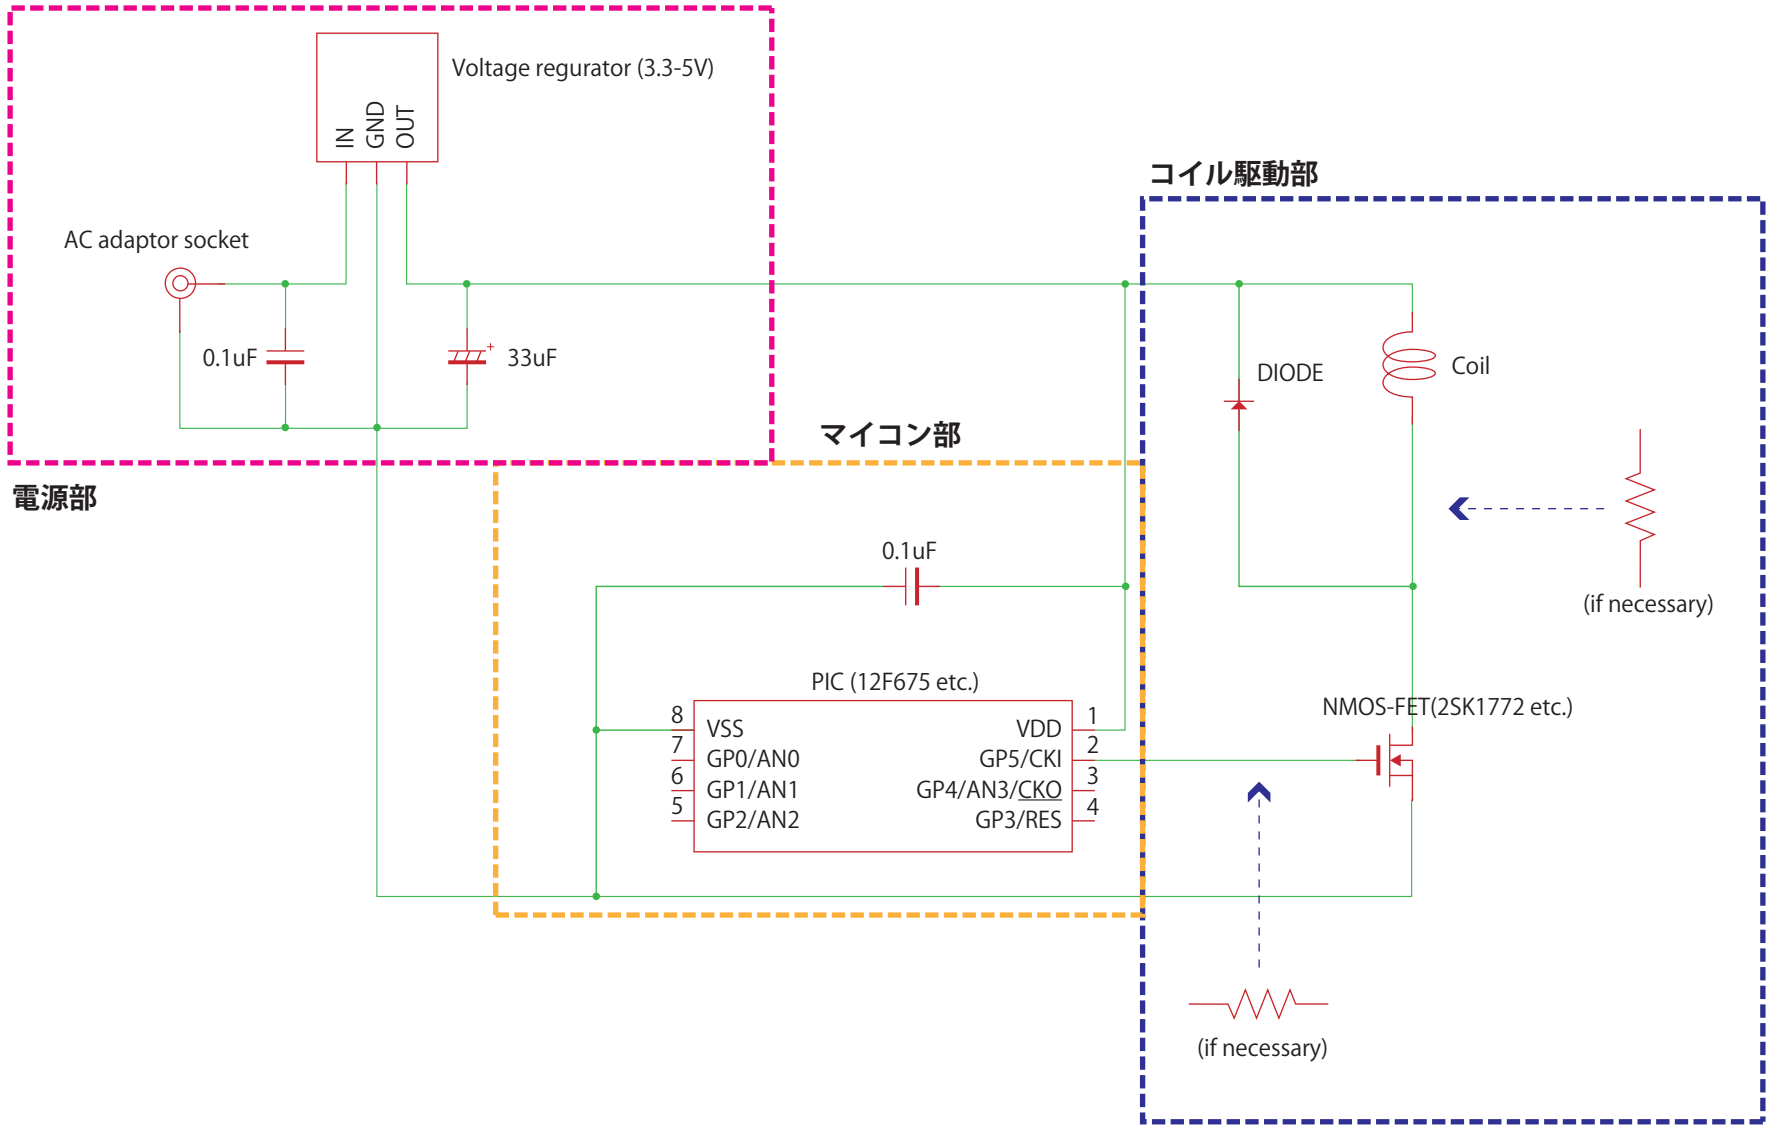 Voltage regurator (3.3-5V)
IN
GND
OUT
コイル駆動部
AC adaptor socket
0.1uF
+
33uF
DIODE
Coil
マイコン部
電源部
0.1uF
(if necessary)
PIC (12F675 etc.)
NMOS-FET(2SK1772 etc.)
8 VSS VDD 1
7 GP0/AN0 GP5/CKI 2
6 GP1/AN1 GP4/AN3/CKO 3
5 GP2/AN2 GP3/RES 4
(if necessary)